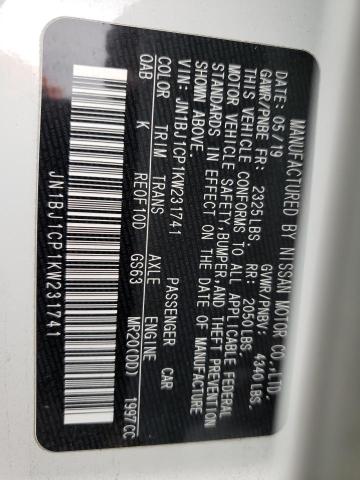 MANUFACTURED BY NISSAN MOTOR CO.,LTD.
DATE: 05 / 19 GVWR/PNBV: 4340LBS.
GAWR/PNBE FR: 2325LBS. RR: 2050LBS.
THIS VEHICLE CONFORMS TO ALL APPLICABLE FEDERAL
MOTOR VEHICLE SAFETY,BUMPER,AND THEFT PREVENTION
STANDARDS IN EFFECT ON THE DATE OF MANUFACTURE
SHOWN ABOVE.
VIN: JN1BJ1CP1KW231741 PASSENGER CAR
COLOR TRIM TRANS AXLE ENGINE
QAB K RE0F10D GS63 MR20(DD) 1997CC
JN1BJ1CP1KW231741